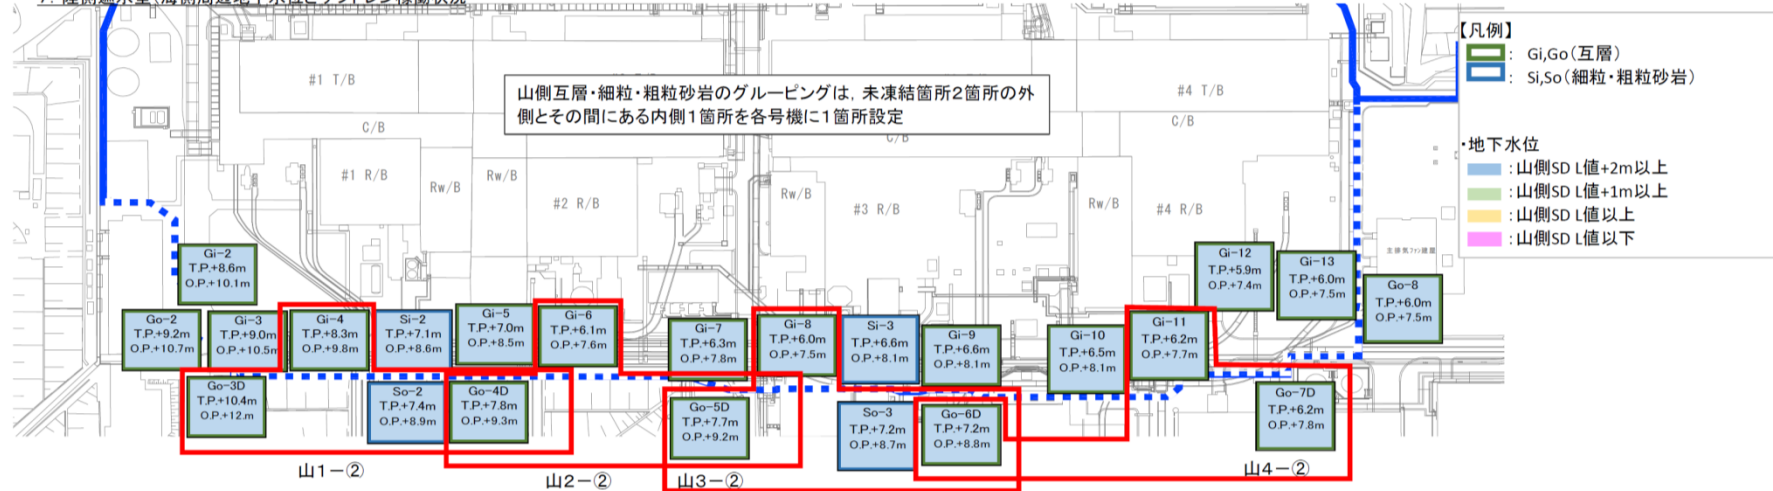 【凡例】
: Gi,Go(互層)
: Si,So(細粒・粗粒砂岩)
・地下水位
: 山側SD L値+2m以上
: 山側SD L値+1m以上
: 山側SD L値以上
: 山側SD L値以下
山側互層・細粒・粗粒砂岩のグルーピングは, 未凍結箇所2箇所の外
側とその間にある内側1箇所を各号機に1箇所設定
#1 T/B
#4 T/B
C/B
C/B
C/B
#1 R/B
Rw/B
Rw/B
#2 R/B
Rw/B
#3 R/B
Rw/B
#4 R/B
主排気ファン建屋
Gi-2
T.P.+8.6m
O.P.+10.1m
Gi-12
T.P.+5.9m
O.P.+7.4m
Gi-13
T.P.+6.0m
O.P.+7.5m
Go-8
T.P.+6.0m
O.P.+7.5m
Go-2
T.P.+9.2m
O.P.+10.7m
Gi-3
T.P.+9.0m
O.P.+10.5m
Gi-4
T.P.+8.3m
O.P.+9.8m
Si-2
T.P.+7.1m
O.P.+8.6m
Gi-5
T.P.+7.0m
O.P.+8.5m
Gi-6
T.P.+6.1m
O.P.+7.6m
Gi-7
T.P.+6.3m
O.P.+7.8m
Gi-8
T.P.+6.0m
O.P.+7.5m
Si-3
T.P.+6.6m
O.P.+8.1m
Gi-9
T.P.+6.6m
O.P.+8.1m
Gi-10
T.P.+6.5m
O.P.+8.1m
Gi-11
T.P.+6.2m
O.P.+7.7m
Go-3D
T.P.+10.4m
O.P.+12.m
So-2
T.P.+7.4m
O.P.+8.9m
Go-4D
T.P.+7.8m
O.P.+9.3m
Go-5D
T.P.+7.7m
O.P.+9.2m
So-3
T.P.+7.2m
O.P.+8.7m
Go-6D
T.P.+7.2m
O.P.+8.8m
Go-7D
T.P.+6.2m
O.P.+7.8m
山1-②
山2-②
山3-②
山4-②